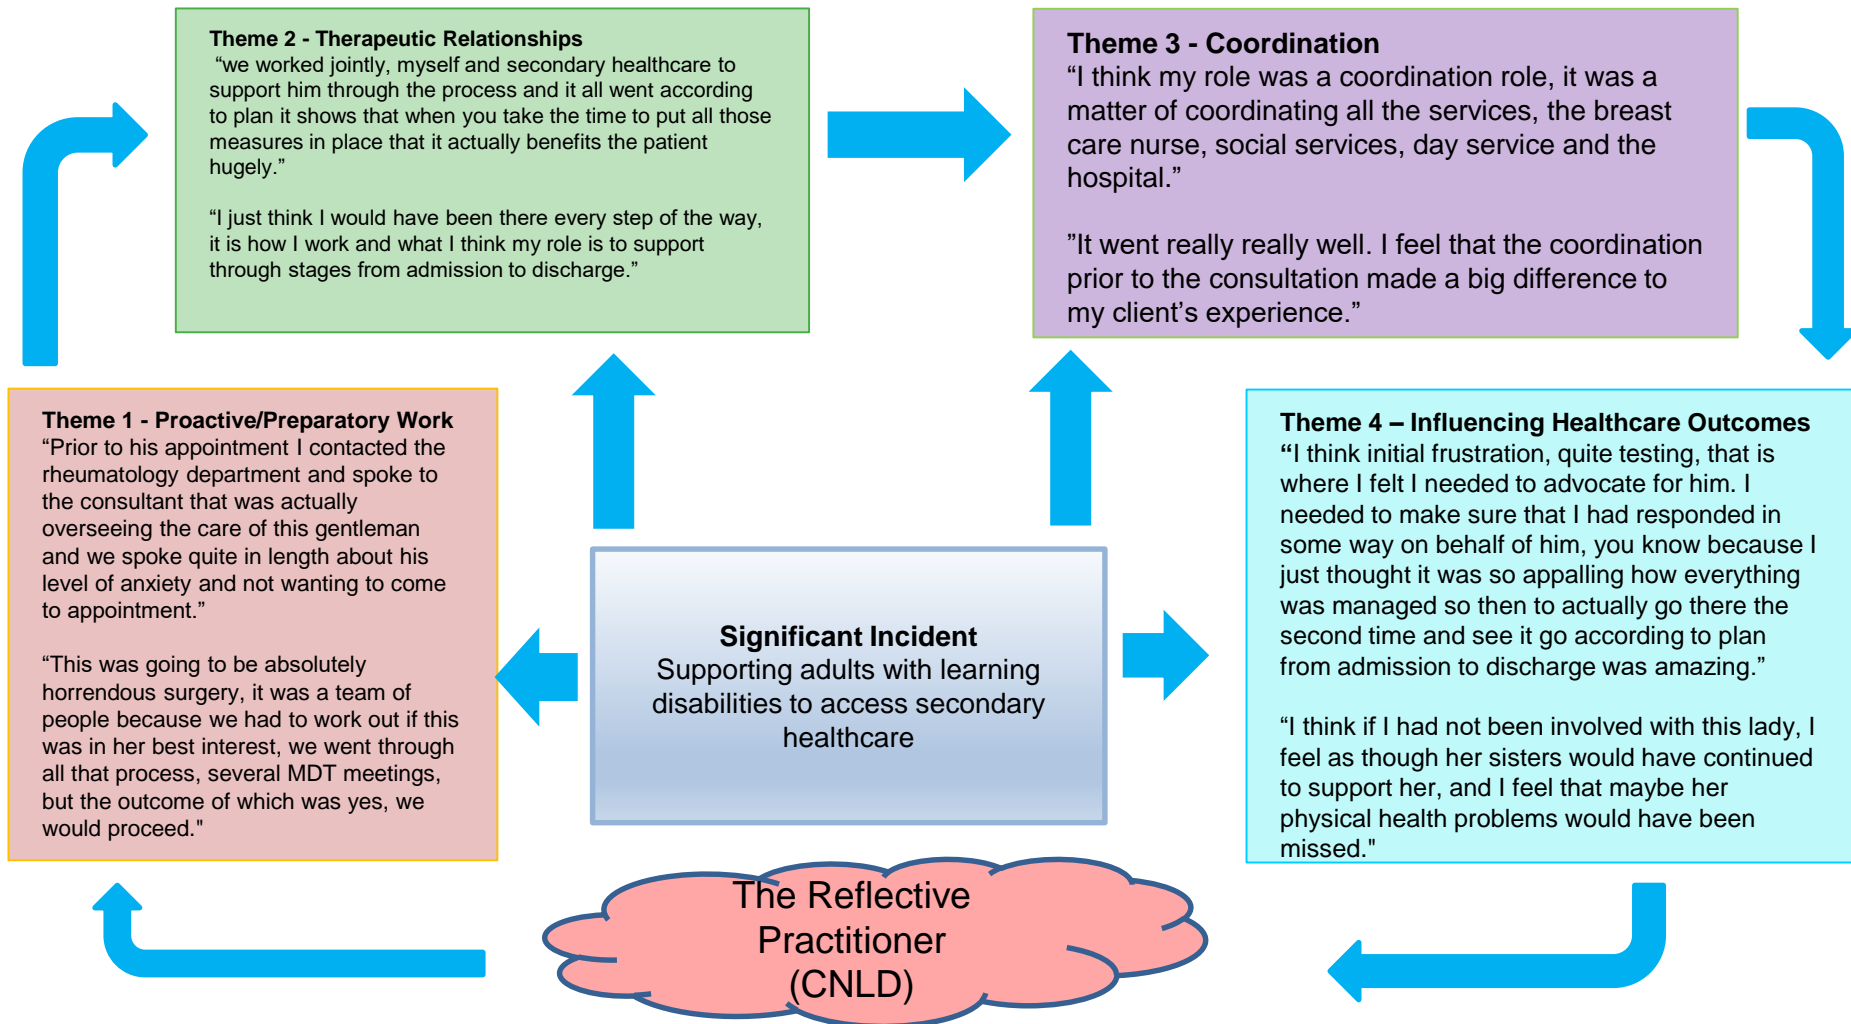 Theme 2 - Therapeutic Relationships
“we worked jointly, myself and secondary healthcare to
support him through the process and it all went according
to plan it shows that when you take the time to put all those
measures in place that it actually benefits the patient
hugely.”
“I just think I would have been there every step of the way,
it is how I work and what I think my role is to support
through stages from admission to discharge.”
Theme 3 - Coordination
“I think my role was a coordination role, it was a
matter of coordinating all the services, the breast
care nurse, social services, day service and the
hospital.”
”It went really really well. I feel that the coordination
prior to the consultation made a big difference to
my client’s experience.”
Theme 1 - Proactive/Preparatory Work
“Prior to his appointment I contacted the
rheumatology department and spoke to
the consultant that was actually
overseeing the care of this gentleman
and we spoke quite in length about his
level of anxiety and not wanting to come
to appointment.”
“This was going to be absolutely
horrendous surgery, it was a team of
people because we had to work out if this
was in her best interest, we went through
all that process, several MDT meetings,
but the outcome of which was yes, we
would proceed."
Significant Incident
Supporting adults with learning
disabilities to access secondary
healthcare
Theme 4 – Influencing Healthcare Outcomes
“I think initial frustration, quite testing, that is
where I felt I needed to advocate for him. I
needed to make sure that I had responded in
some way on behalf of him, you know because I
just thought it was so appalling how everything
was managed so then to actually go there the
second time and see it go according to plan
from admission to discharge was amazing.”
“I think if I had not been involved with this lady, I
feel as though her sisters would have continued
to support her, and I feel that maybe her
physical health problems would have been
missed."
The Reflective
Practitioner
(CNLD)